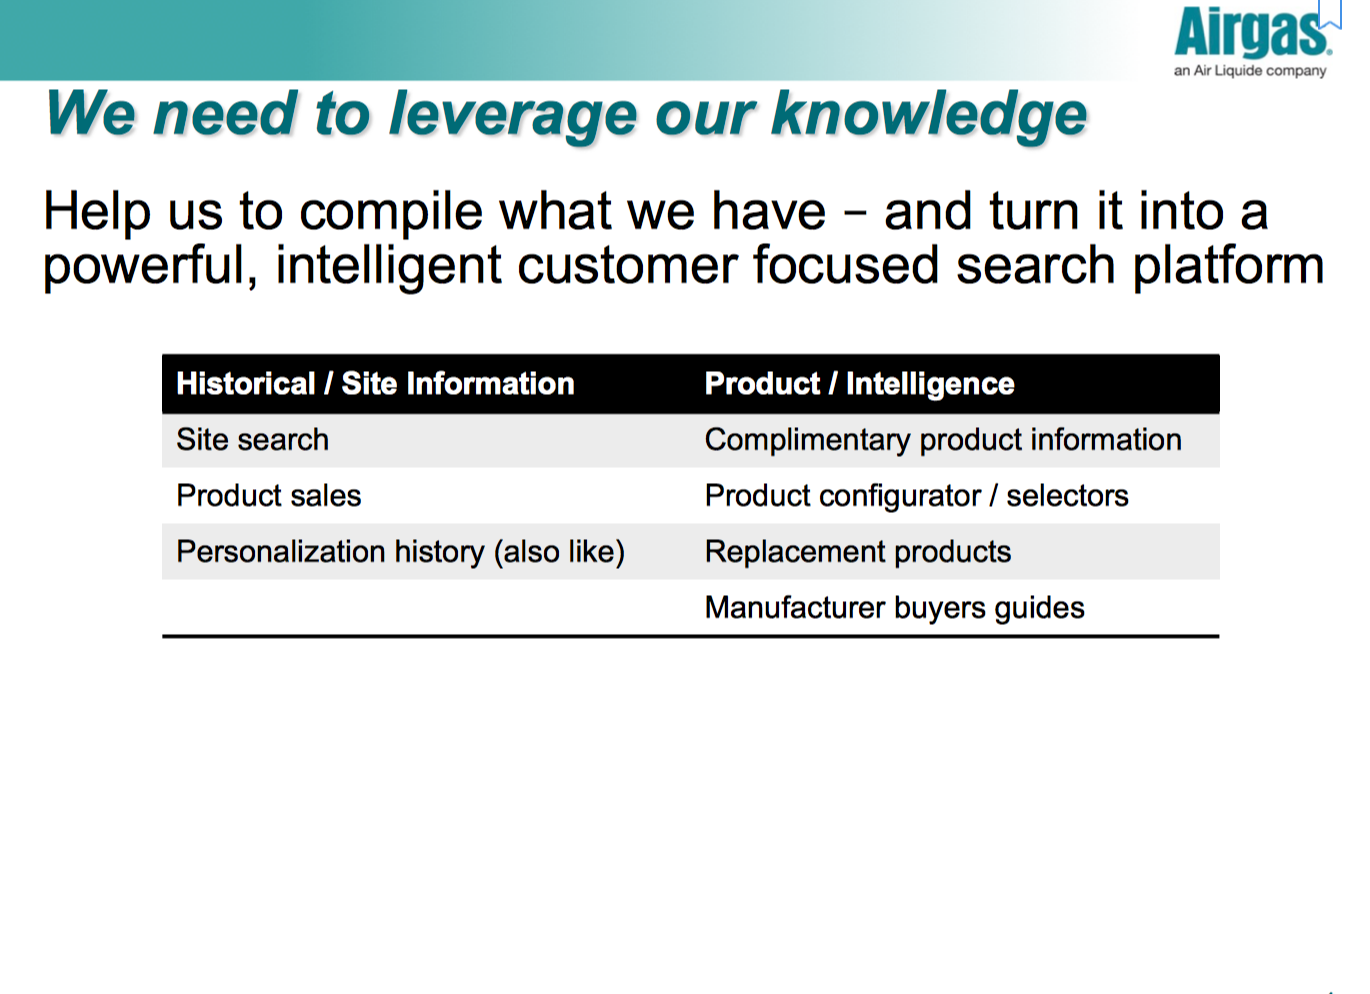 Airgas
an Air Liquide company
We need to leverage our knowledge
Help us to compile what we have – and turn it into a
powerful, intelligent customer focused search platform
Historical / Site Information Product / Intelligence
Site search Complimentary product information
Product sales Product configurator / selectors
Personalization history (also like) Replacement products
Manufacturer buyers guides